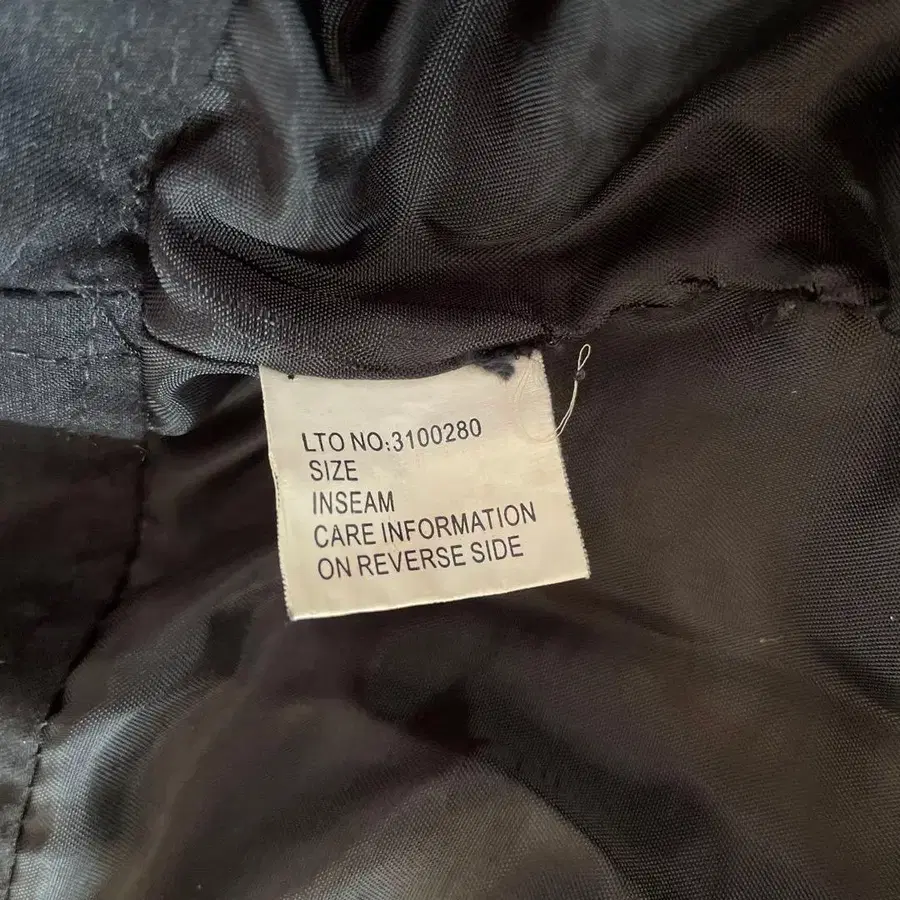 LTO NO:3100280
SIZE
INSEAM
CARE INFORMATION
ON REVERSE SIDE